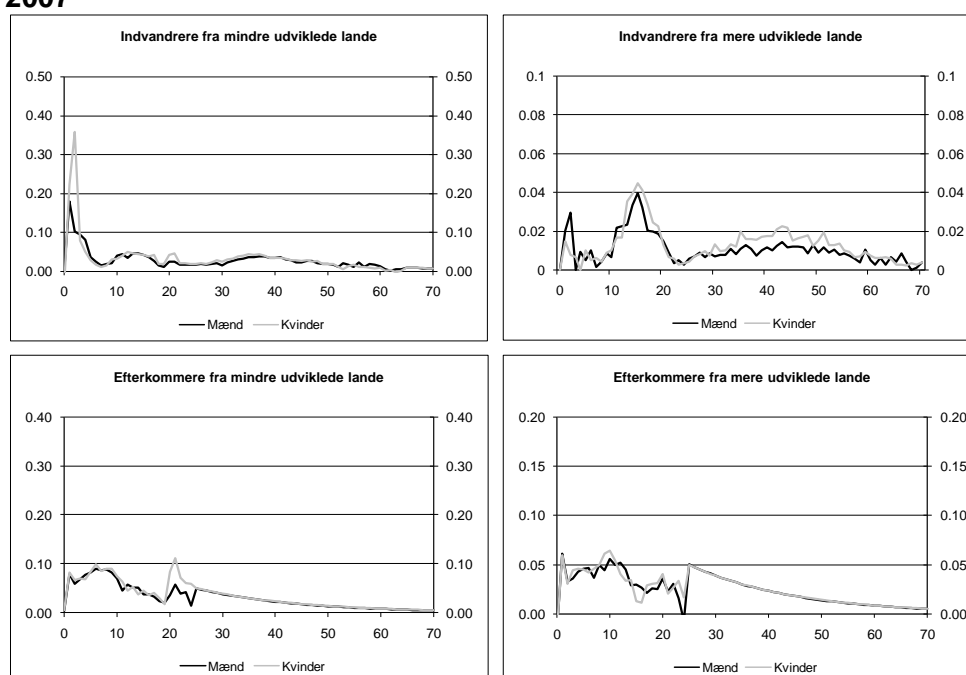 2007
Indvandrere fra mindre udviklede lande
0.50 0.50
0.40 0.40
0.30 0.30
0.20 0.20
0.10 0.10
0.00 0.00
0 10 20 30 40 50 60 70
Mænd Kvinder
Indvandrere fra mere udviklede lande
0.1 0.1
0.08 0.08
0.06 0.06
0.04 0.04
0.02 0.02
0 0
0 10 20 30 40 50 60 70
Mænd Kvinder
Efterkommere fra mindre udviklede lande
0.40 0.40
0.30 0.30
0.20 0.20
0.10 0.10
0.00 0.00
0 10 20 30 40 50 60 70
Mænd Kvinder
Efterkommere fra mere udviklede lande
0.20 0.20
0.15 0.15
0.10 0.10
0.05 0.05
0.00 0.00
0 10 20 30 40 50 60 70
Mænd Kvinder